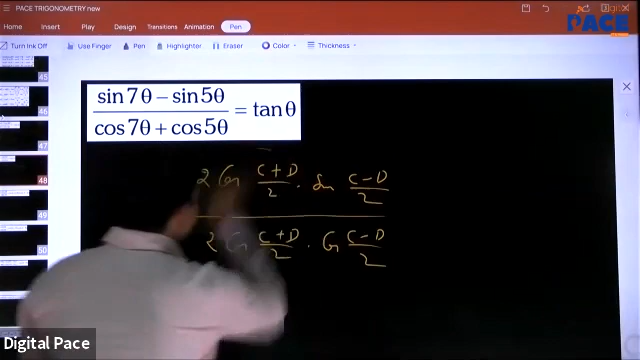 PACE TRIGONOMETRY new
Home Insert Draw Design Transitions Animation Pen
Turn Ink Off Use Finger Pen Highlighter Eraser Color Thickness
Digital
PACE
45
46
47
48
49
50
sin7θ – sin5θ / cos7θ + cos5θ = tanθ
2 Cos C+D/2 . Sin C–D/2
2 Cos C+D/2 . Cos C–D/2
Digital Pace